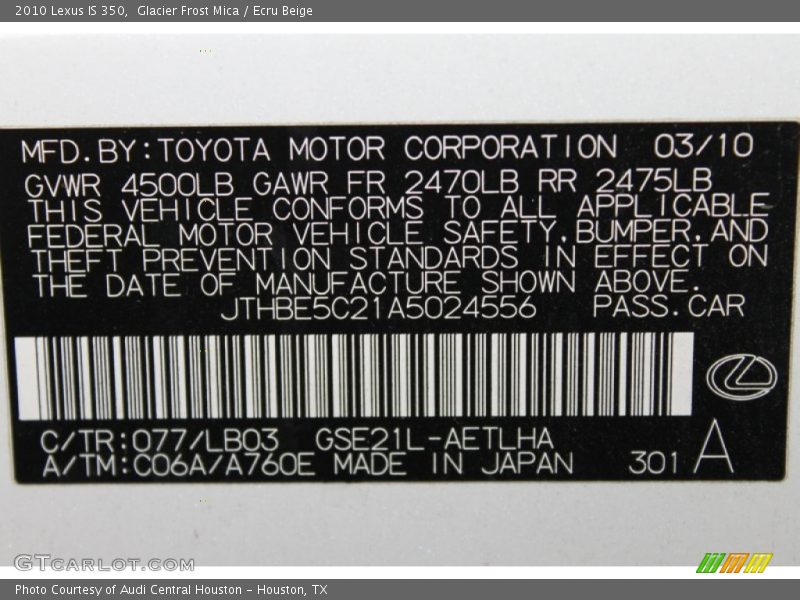 2010 Lexus IS 350,  Glacier Frost Mica / Ecru Beige
MFD.BY:TOYOTA MOTOR CORPORATION 03/10
GVWR 4500LB GAWR FR 2470LB RR 2475LB
THIS VEHICLE CONFORMS TO ALL APPLICABLE
FEDERAL MOTOR VEHICLE SAFETY,BUMPER,AND
THEFT PREVENTION STANDARDS IN EFFECT ON
THE DATE OF MANUFACTURE SHOWN ABOVE.
JTHBE5C21A5024556 PASS.CAR
C/TR:077/LB03 GSE21L-AETLHA
A/TM:C06A/A760E MADE IN JAPAN 301 A
GTCARLOT.COM
Photo Courtesy of Audi Central Houston - Houston, TX